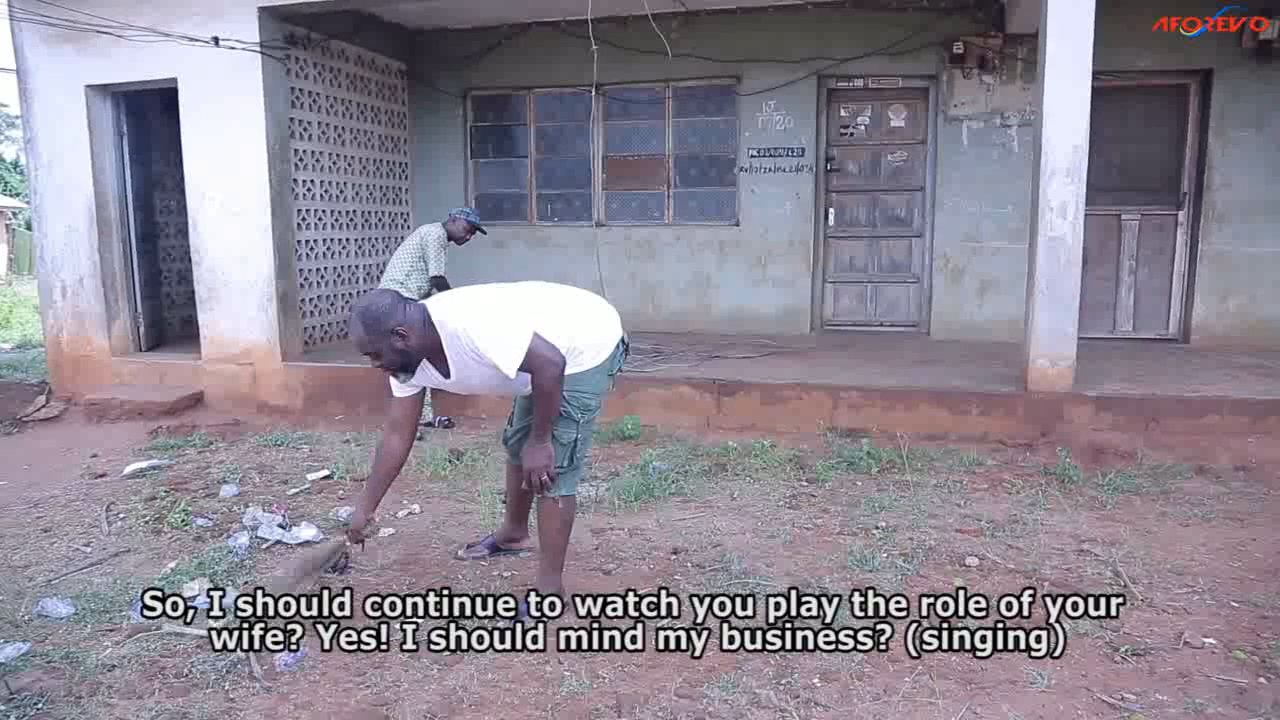 AFOREVO
So, I should continue to watch you play the role of your
wife? Yes! I should mind my business? (singing)